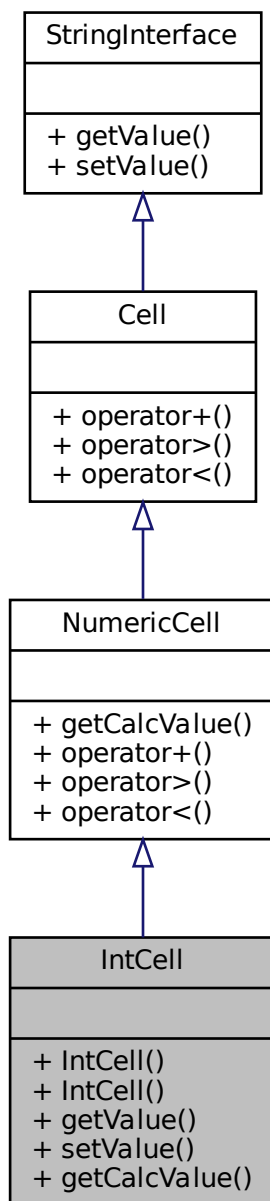 StringInterface
+ getValue()
+ setValue()
Cell
+ operator+()
+ operator>()
+ operator<()
NumericCell
+ getCalcValue()
+ operator+()
+ operator>()
+ operator<()
IntCell
+ IntCell()
+ IntCell()
+ getValue()
+ setValue()
+ getCalcValue()